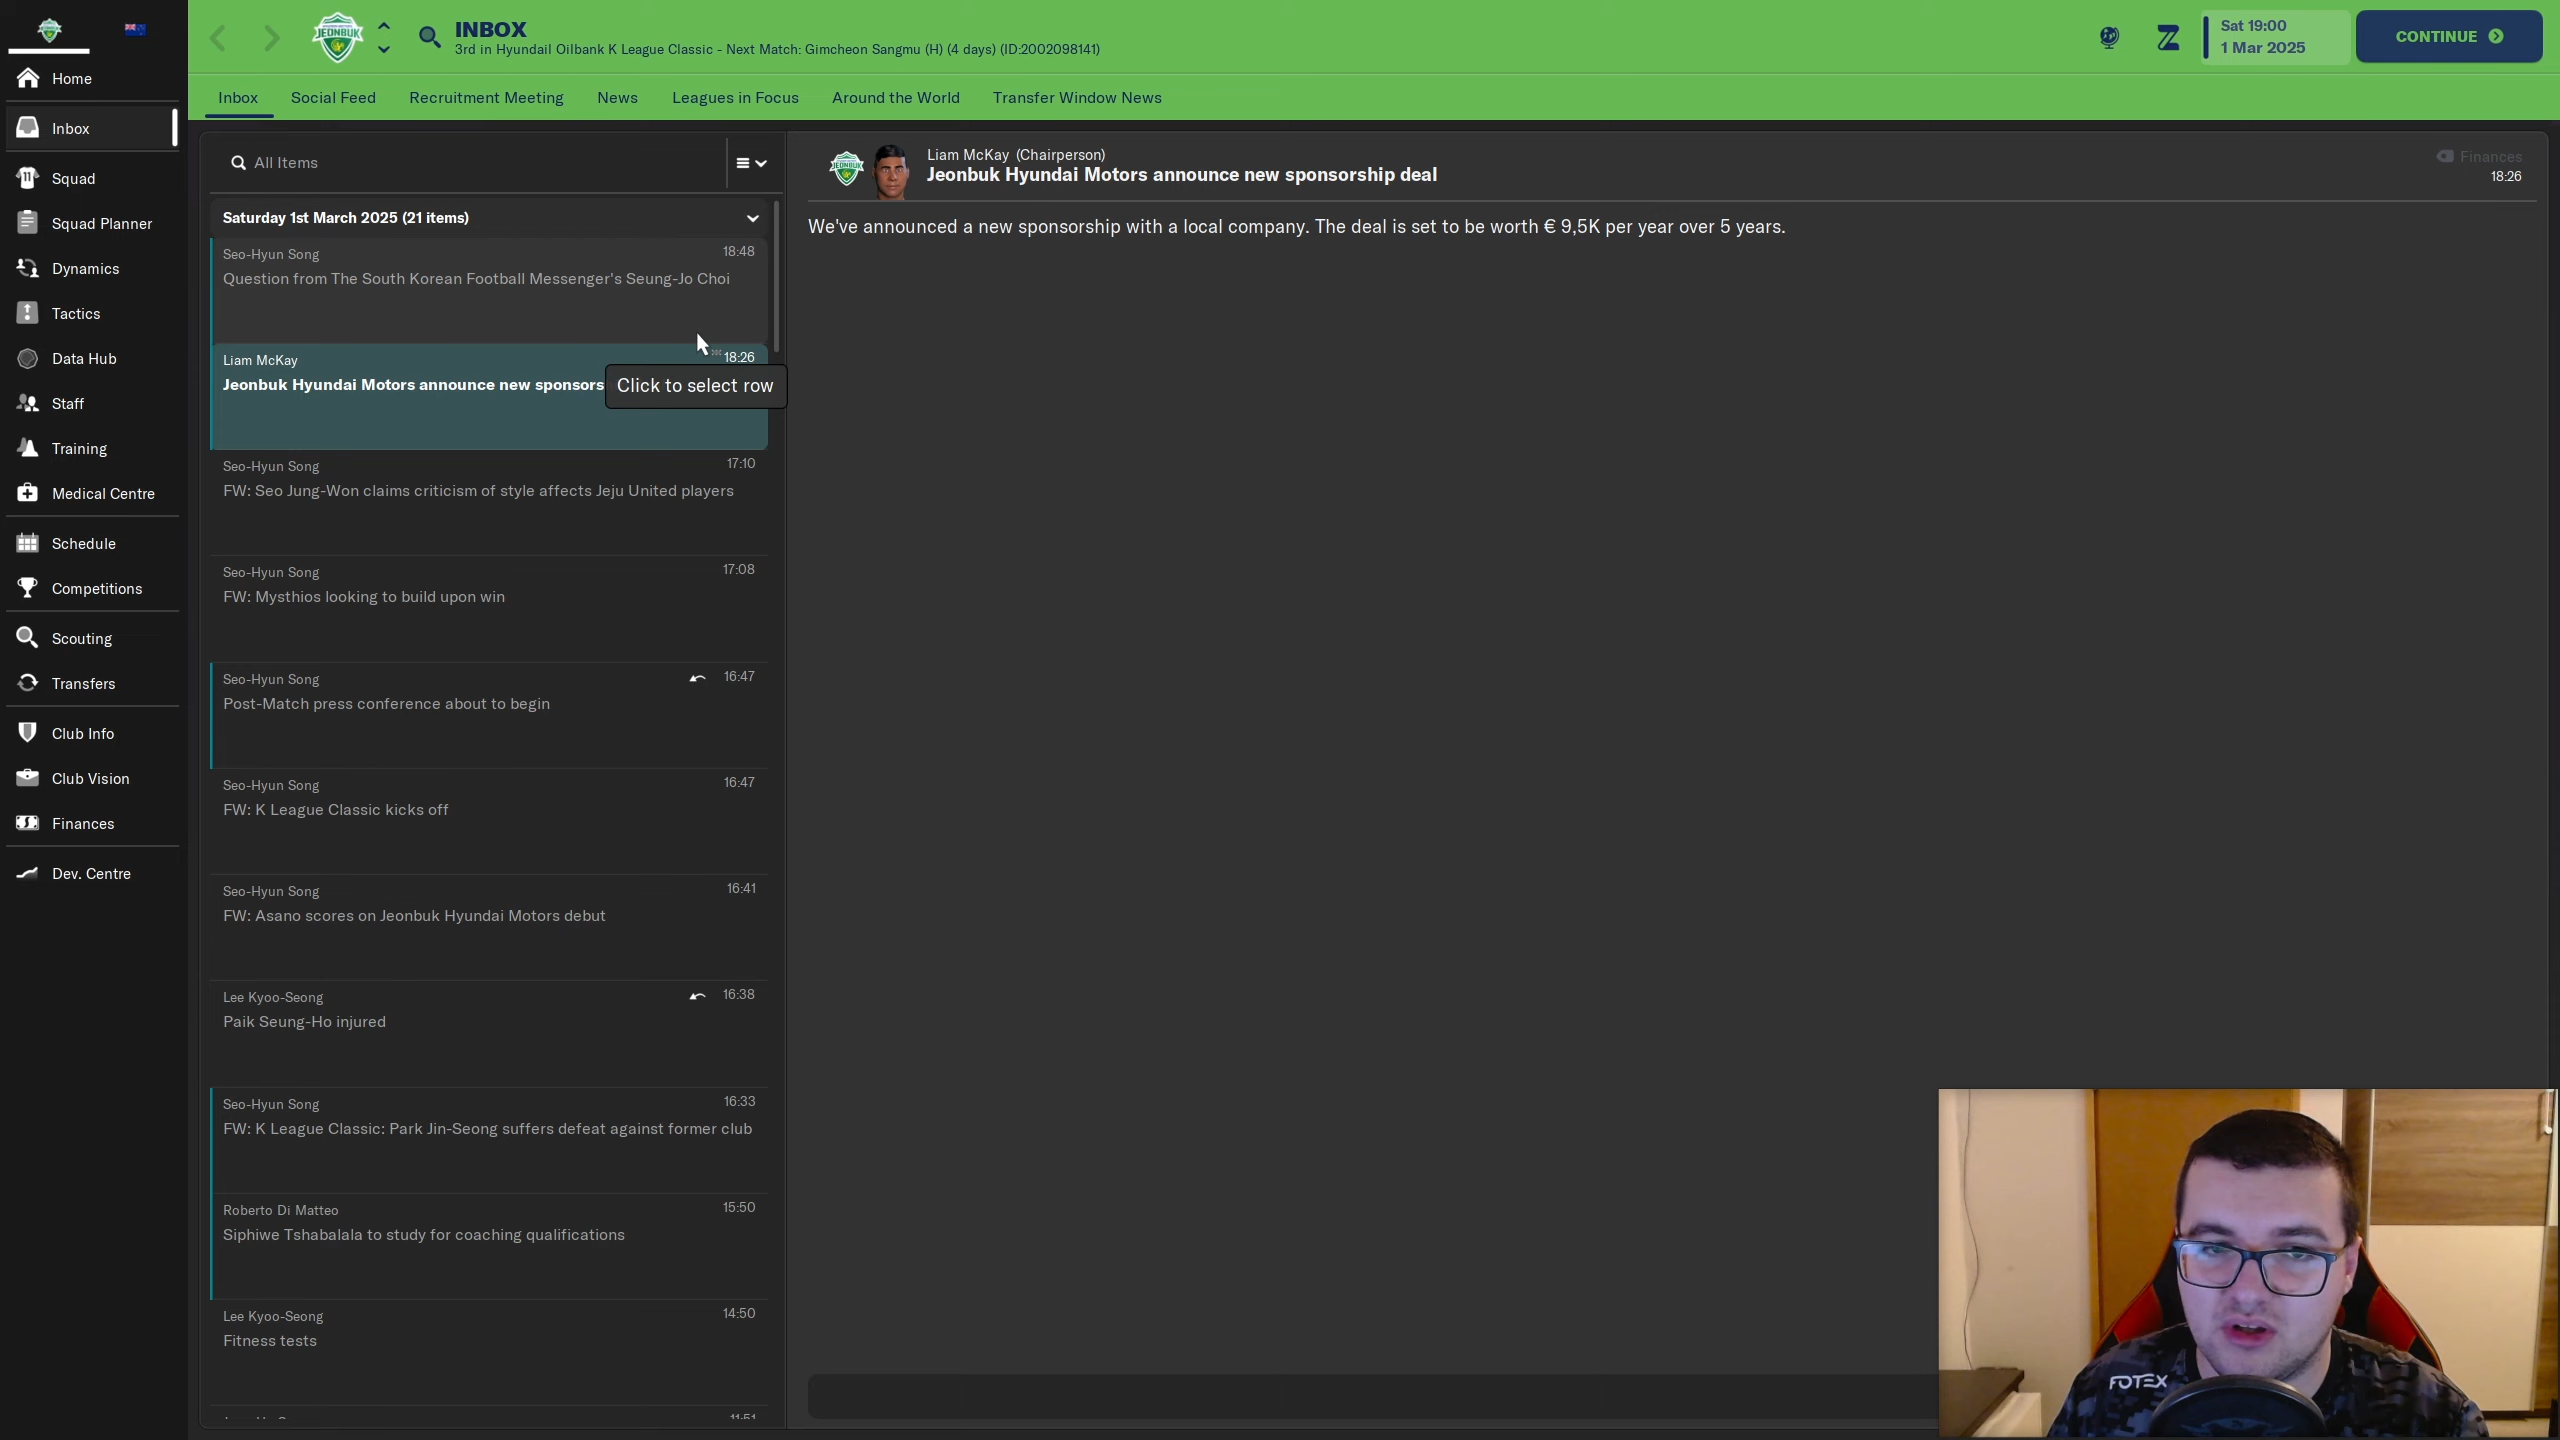 INBOX
3rd in Hyundail Oilbank K League Classic - Next Match: Gimcheon Sangmu (H) (4 days) (ID:2002098141)
Sat 19:00
1 Mar 2025
CONTINUE
Inbox
Social Feed
Recruitment Meeting
News
Leagues in Focus
Around the World
Transfer Window News
Home
Inbox
Squad
Squad Planner
Dynamics
Tactics
Data Hub
Staff
Training
Medical Centre
Schedule
Competitions
Scouting
Transfers
Club Info
Club Vision
Finances
Dev. Centre
All Items
Saturday 1st March 2025 (21 items)
Seo-Hyun Song 18:48
Question from The South Korean Football Messenger's Seung-Jo Choi
Liam McKay 18:26
Jeonbuk Hyundai Motors announce new sponsors
Click to select row
Seo-Hyun Song 17:10
FW: Seo Jung-Won claims criticism of style affects Jeju United players
Seo-Hyun Song 17:08
FW: Mysthios looking to build upon win
Seo-Hyun Song 16:47
Post-Match press conference about to begin
Seo-Hyun Song 16:47
FW: K League Classic kicks off
Seo-Hyun Song 16:41
FW: Asano scores on Jeonbuk Hyundai Motors debut
Lee Kyoo-Seong 16:38
Paik Seung-Ho injured
Seo-Hyun Song 16:33
FW: K League Classic: Park Jin-Seong suffers defeat against former club
Roberto Di Matteo 15:50
Siphiwe Tshabalala to study for coaching qualifications
Lee Kyoo-Seong 14:50
Fitness tests
Liam McKay (Chairperson)
Jeonbuk Hyundai Motors announce new sponsorship deal
Finances
18:26
We've announced a new sponsorship with a local company. The deal is set to be worth € 9,5K per year over 5 years.
JEONBUK
FOTEX